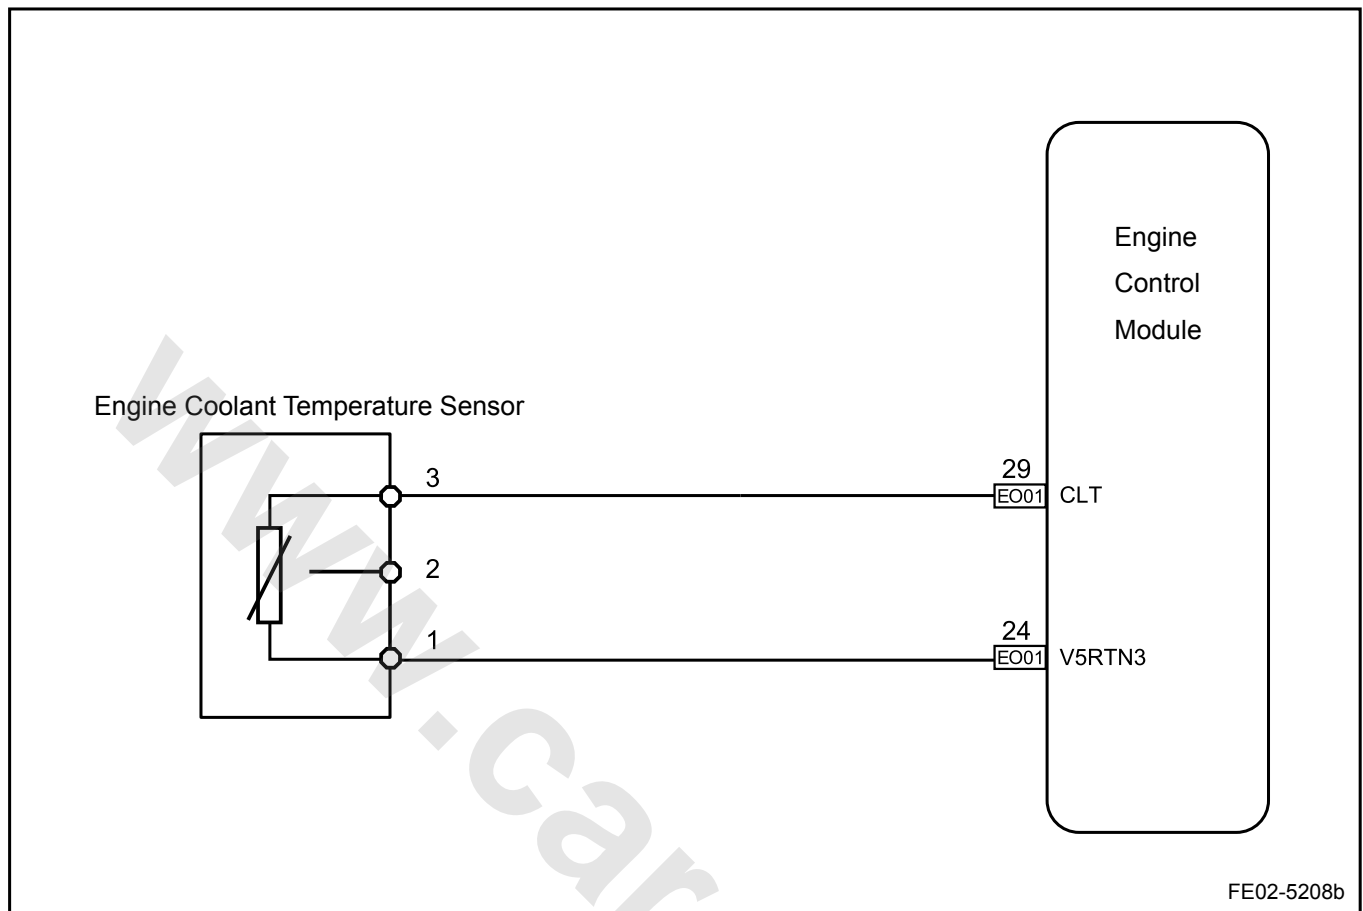 Engine
Control
Module
Engine Coolant Temperature Sensor
3
29
EO01
CLT
2
1
24
EO01
V5RTN3
www.car
FE02-5208b